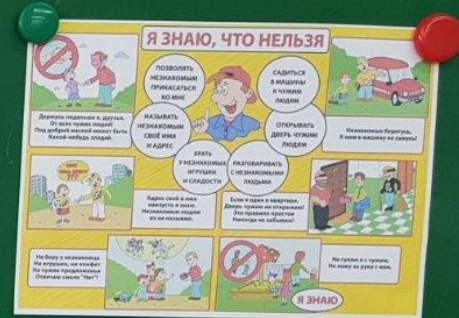 Я ЗНАЮ, ЧТО НЕЛЬЗЯ
ПОЗВОЛЯТЬ
НЕЗНАКОМЫМ
ПРИКАСАТЬСЯ
КО МНЕ
САДИТЬСЯ
В МАШИНЫ
К ЧУЖИМ
ЛЮДЯМ
НАЗЫВАТЬ
НЕЗНАКОМЫМ
СВОЁ ИМЯ
И АДРЕС
ОТКРЫВАТЬ
ДВЕРЬ ЧУЖИМ
ЛЮДЯМ
БРАТЬ
У НЕЗНАКОМЫХ
ИГРУШКИ
И СЛАДОСТИ
РАЗГОВАРИВАТЬ
С НЕЗНАКОМЫМИ
ЛЮДЬМИ
Держусь подальше я, друзья,
От всех чужих людей!
Под доброй маской может быть
Какой-нибудь злодей.
Незнакомых берегусь,
К ним в машину не сажусь!
Адрес свой и имя
наизусть я знаю.
Незнакомым людям
их не называю.
Если я один в квартире,
Дверь чужим не открываю!
Это правило простое
Никогда не забываю!
Не беру у незнакомца
Ни игрушек, ни конфет.
На чужие предложенья
Отвечаю смело "Нет"!
Не гуляю я с чужим,
Не хожу за руку с ним.
Я ЗНАЮ